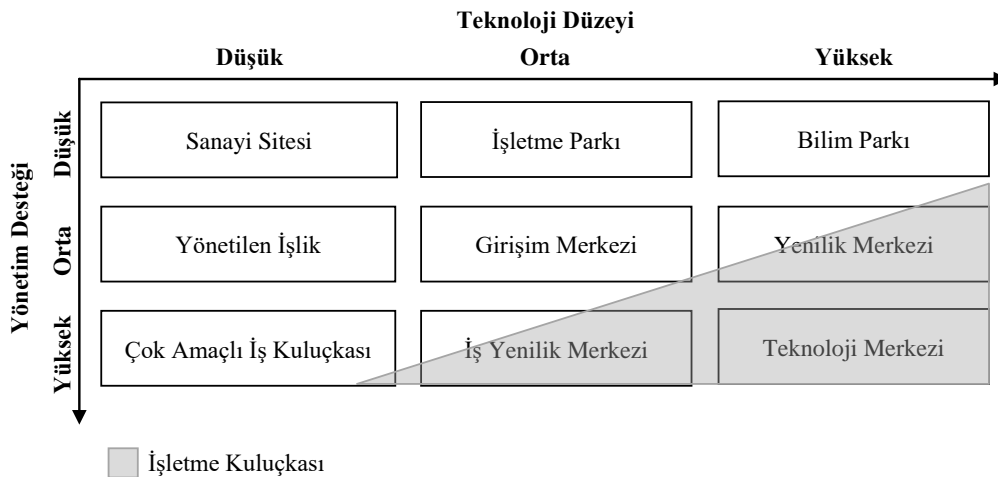 Teknoloji Düzeyi
Düşük Orta Yüksek
Yönetim Desteği
Düşük
Sanayi Sitesi İşletme Parkı Bilim Parkı
Orta
Yönetilen İşlik Girişim Merkezi Yenilik Merkezi
Yüksek
Çok Amaçlı İş Kuluçkası İş Yenilik Merkezi Teknoloji Merkezi
İşletme Kuluçkası